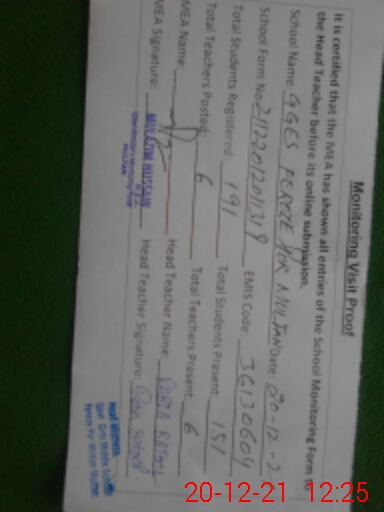 Monitoring Visit Proof
It is certified that the MEA has shown all entries of the School Monitoring Form to
the Head Teacher before its online submission.
School Name: GGES FEROZE PUR MULTAN Date: 20-12-2
School Form No: EMIS Code: 36130604
Total Students Registered: 191 Total Students Present: 151
Total Teachers Posted: 6 Total Teachers Present: 6
MEA Name: Head Teacher Name:
MEA Signature: Head Teacher Signature:
20-12-21 12:25